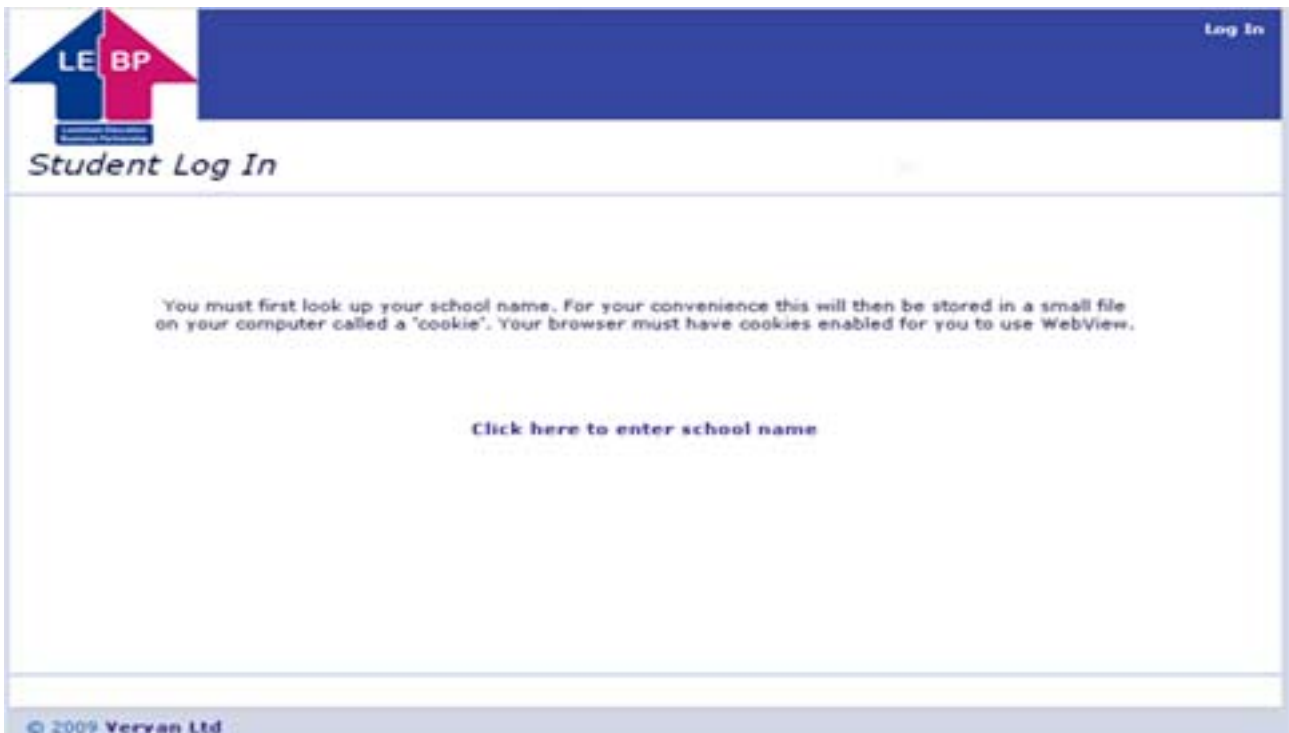 Log In
LE BP
Business Partnership
Student Log In
You must first look up your school name. For your convenience this will then be stored in a small file
on your computer called a "cookie". Your browser must have cookies enabled for you to use WebView.
Click here to enter school name
© 2009 Veryan Ltd